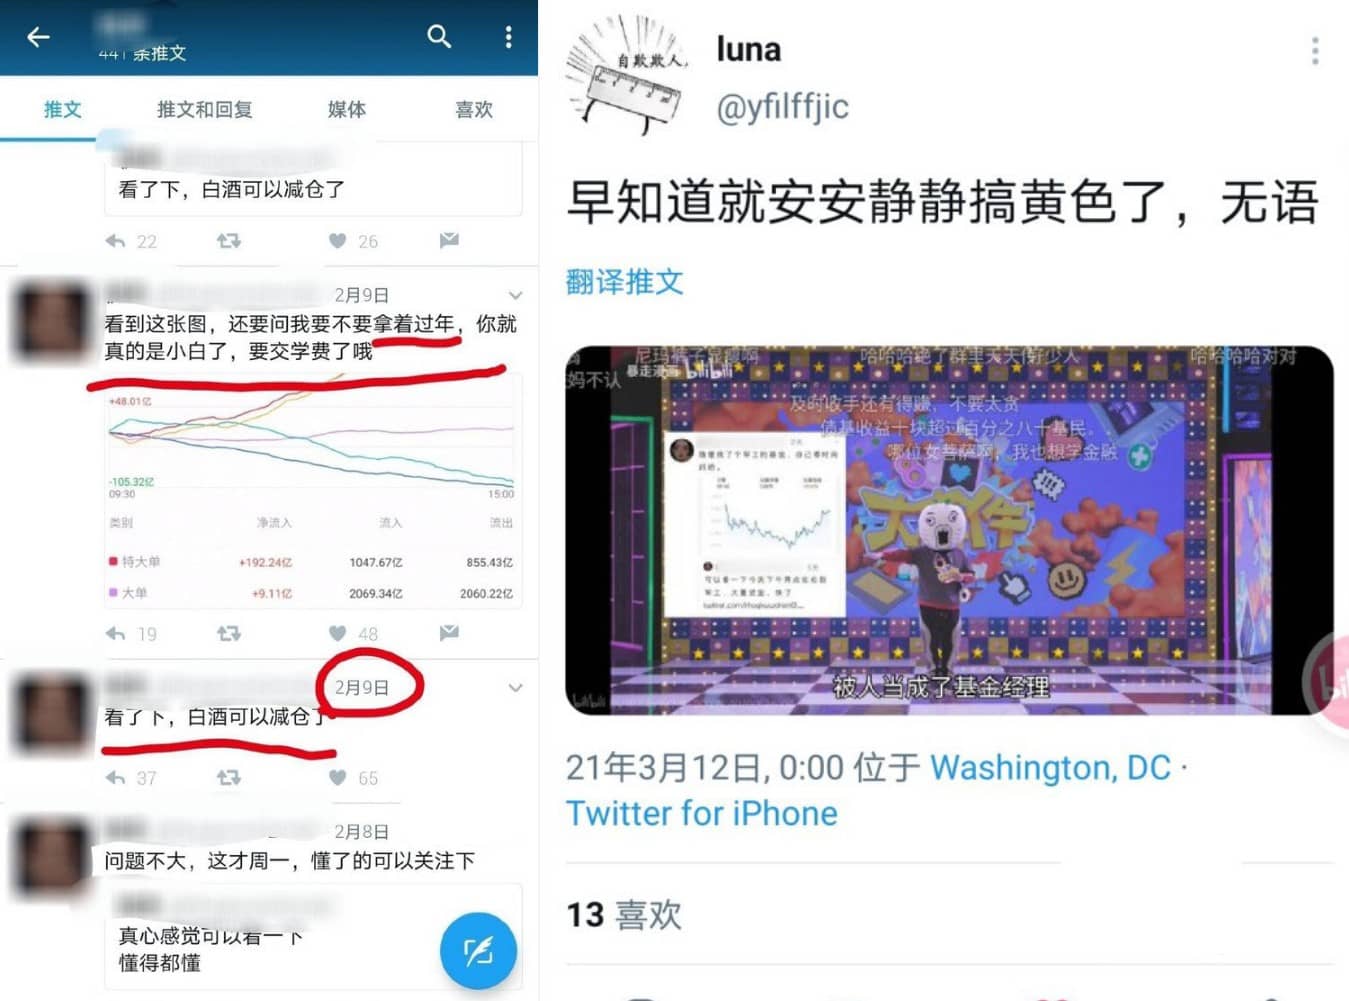 441 条推文
推文
推文和回复
媒体
喜欢
看了下，白酒可以减仓了
22
26
2月9日
看到这张图，还要问我要不要拿着过年，你就
真的是小白了，要交学费了哦
+48.01亿
-105.32亿
09:30
15:00
类别
净流入
流入
流出
特大单
+192.24亿
1047.67亿
855.43亿
大单
+9.11亿
2069.34亿
2060.22亿
19
48
2月9日
看了下，白酒可以减仓了
37
65
2月8日
问题不大，这才周一，懂了的可以关注下
真心感觉可以看一下
懂得都懂
自欺欺人
luna
@yfilffjic
早知道就安安静静搞黄色了，无语
翻译推文
哈哈哈绝了群里天天传好少人
哈哈哈哈对对
妈不认
暴走漫画
bilibili
及时收手还有得赚，不要太贪
债基收益十块超过百分之八十基民。
哪位女菩萨啊，我也想学金融
大事件
被人当成了基金经理
bilibili
21年3月12日, 0:00 位于 Washington, DC ·
Twitter for iPhone
13 喜欢